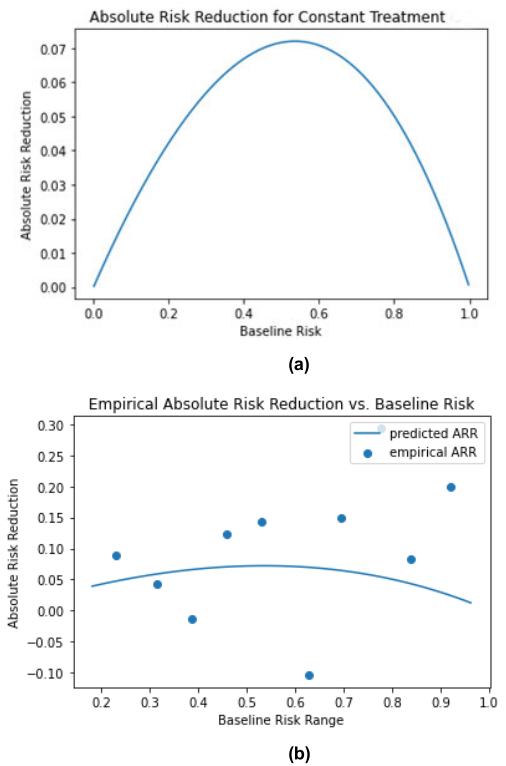 Absolute Risk Reduction for Constant Treatment
0.07
0.06
0.05
0.04
0.03
0.02
0.01
0.00
Absolute Risk Reduction
0.0 0.2 0.4 0.6 0.8 1.0
Baseline Risk
(a)
Empirical Absolute Risk Reduction vs. Baseline Risk
0.30
0.25
0.20
0.15
0.10
0.05
0.00
−0.05
−0.10
Absolute Risk Reduction
predicted ARR
empirical ARR
0.2 0.3 0.4 0.5 0.6 0.7 0.8 0.9 1.0
Baseline Risk Range
(b)